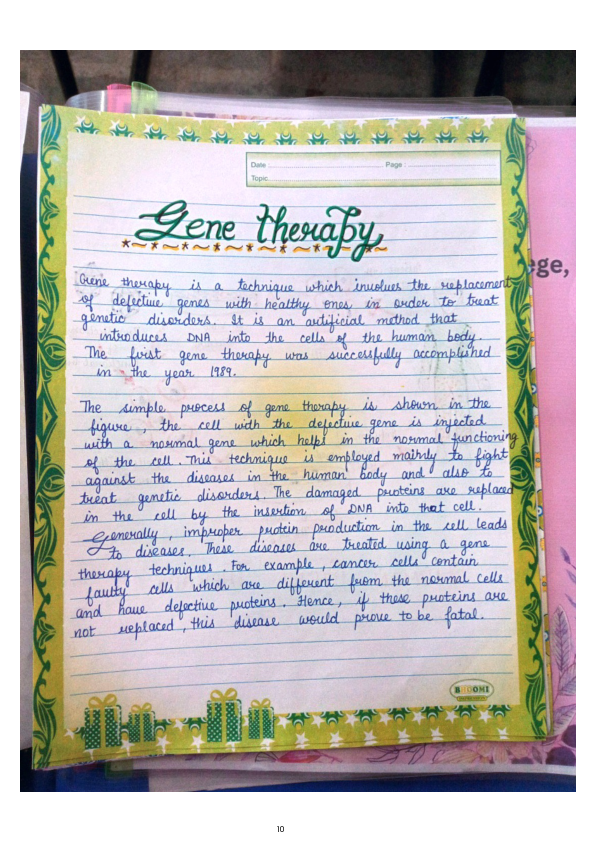 Date
Page :
Topic
Gene therapy
Gene therapy is a technique which involves the replacement
of defective genes with healthy ones in order to treat
genetic disorders. It is an artificial method that
introduces DNA into the cells of the human body.
The first gene therapy was successfully accomplished
in the year 1989.
The simple process of gene therapy is shown in the
figure, the cell with the defective gene is injected
with a normal gene which helps in the normal functioning
of the cell. This technique is employed mainly to fight
against the diseases in the human body and also to
treat genetic disorders. The damaged proteins are replaced
in the cell by the insertion of DNA into that cell.
Generally, improper protin production in the cell leads
to diseases. These diseases are treated using a gene
therapy techniques. For example, cancer cells contain
faulty cells which are different from the normal cells
and have defective proteins. Hence, if these proteins are
not replaced, this disease would prove to be fatal.
BHOOMI
ege,
10